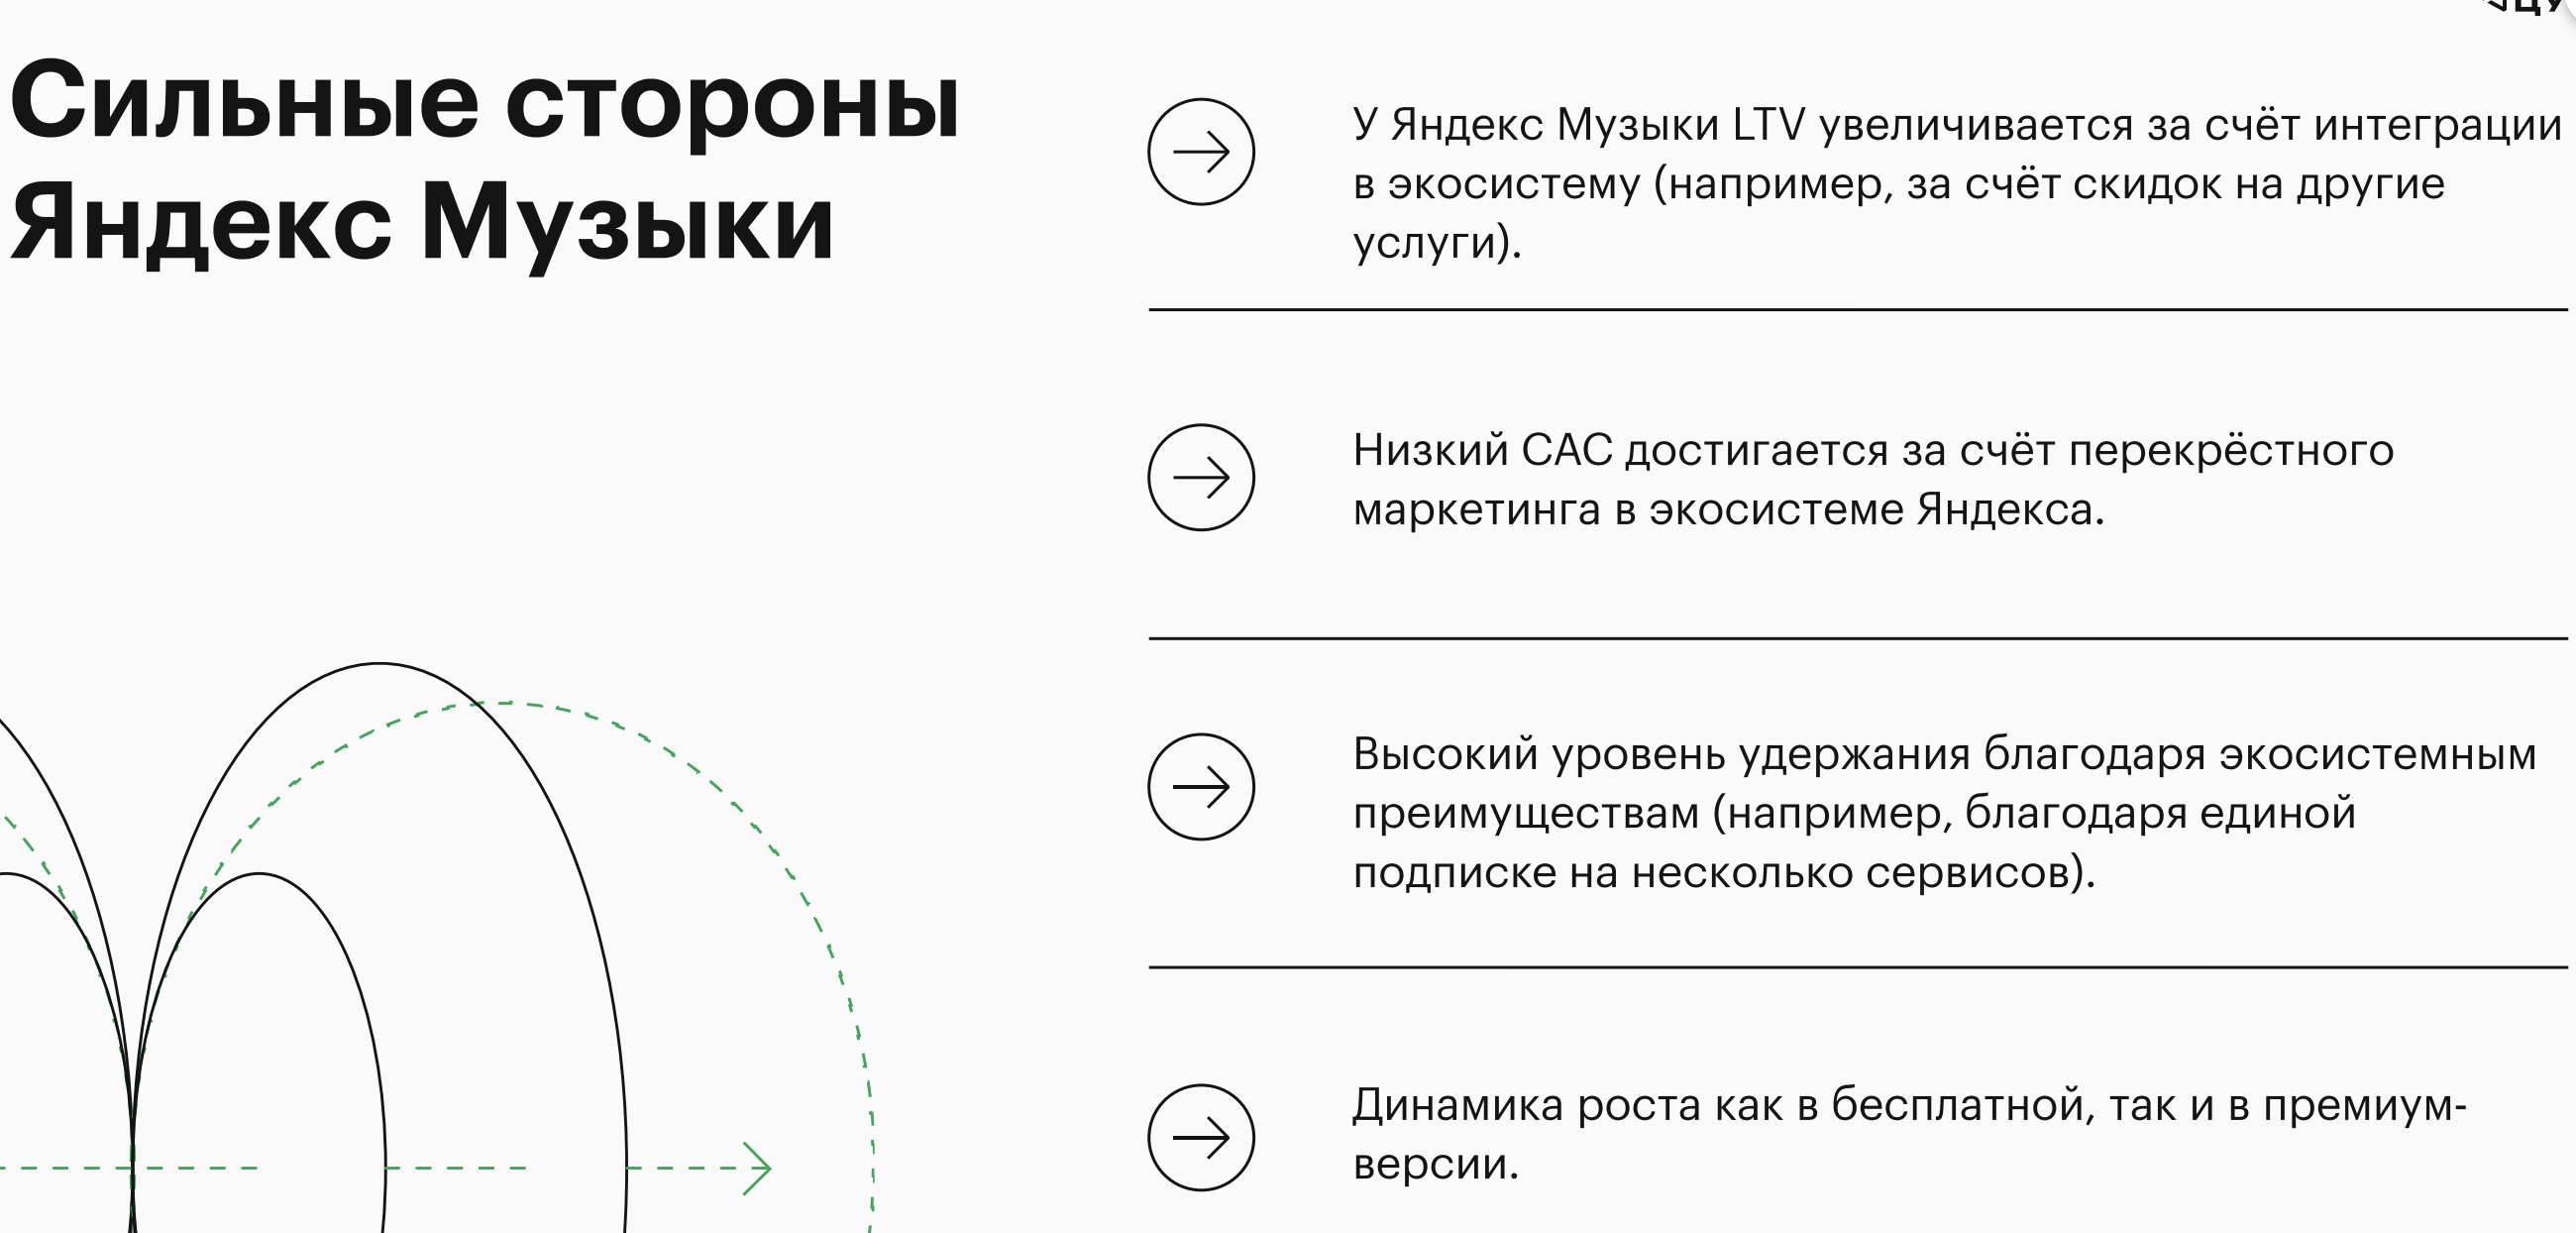 Сильные стороны
Яндекс Музыки
У Яндекс Музыки LTV увеличивается за счёт интеграции
в экосистему (например, за счёт скидок на другие
услуги).
Низкий CAC достигается за счёт перекрёстного
маркетинга в экосистеме Яндекса.
Высокий уровень удержания благодаря экосистемным
преимуществам (например, благодаря единой
подписке на несколько сервисов).
Динамика роста как в бесплатной, так и в премиум-
версии.